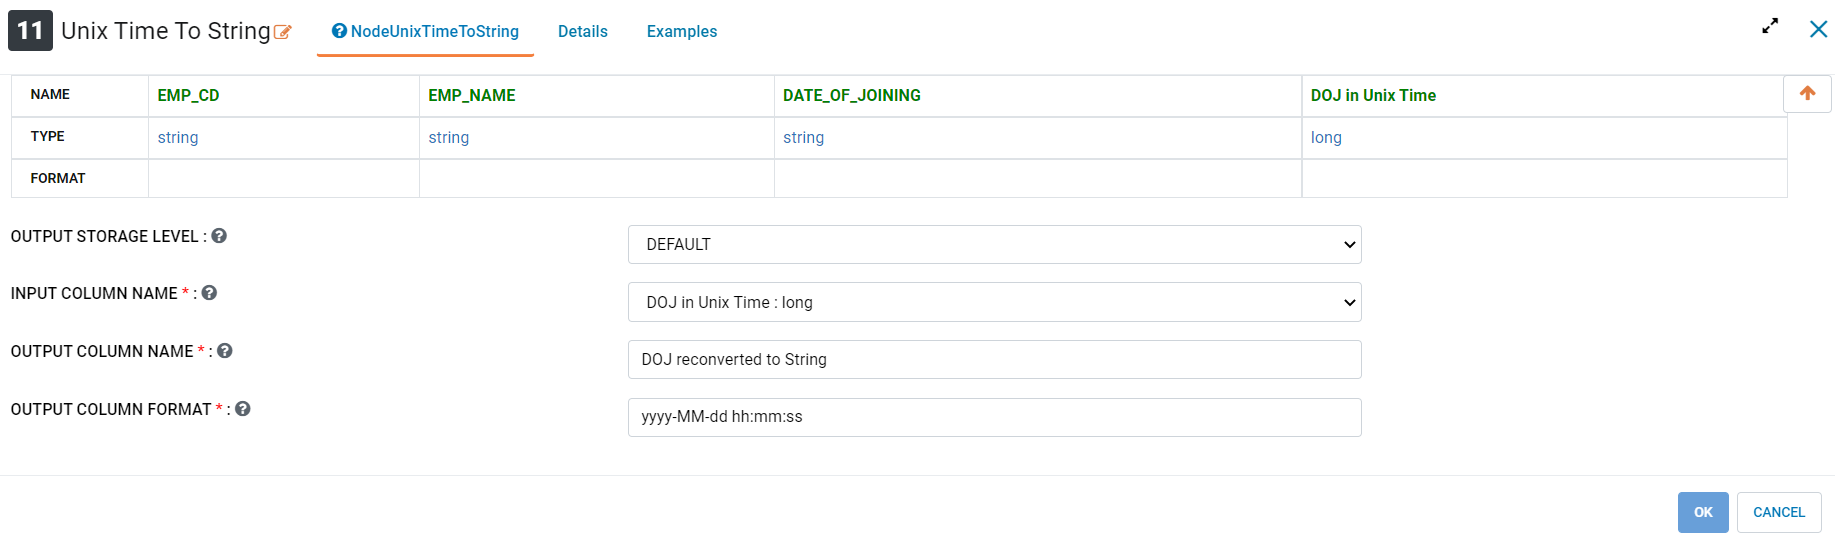 11 Unix Time To String NodeUnixTimeToString Details Examples
NAME EMP_CD EMP_NAME DATE_OF_JOINING DOJ in Unix Time
TYPE string string string long
FORMAT
OUTPUT STORAGE LEVEL : DEFAULT
INPUT COLUMN NAME * : DOJ in Unix Time : long
OUTPUT COLUMN NAME * : DOJ reconverted to String
OUTPUT COLUMN FORMAT * : yyyy-MM-dd hh:mm:ss
OK CANCEL